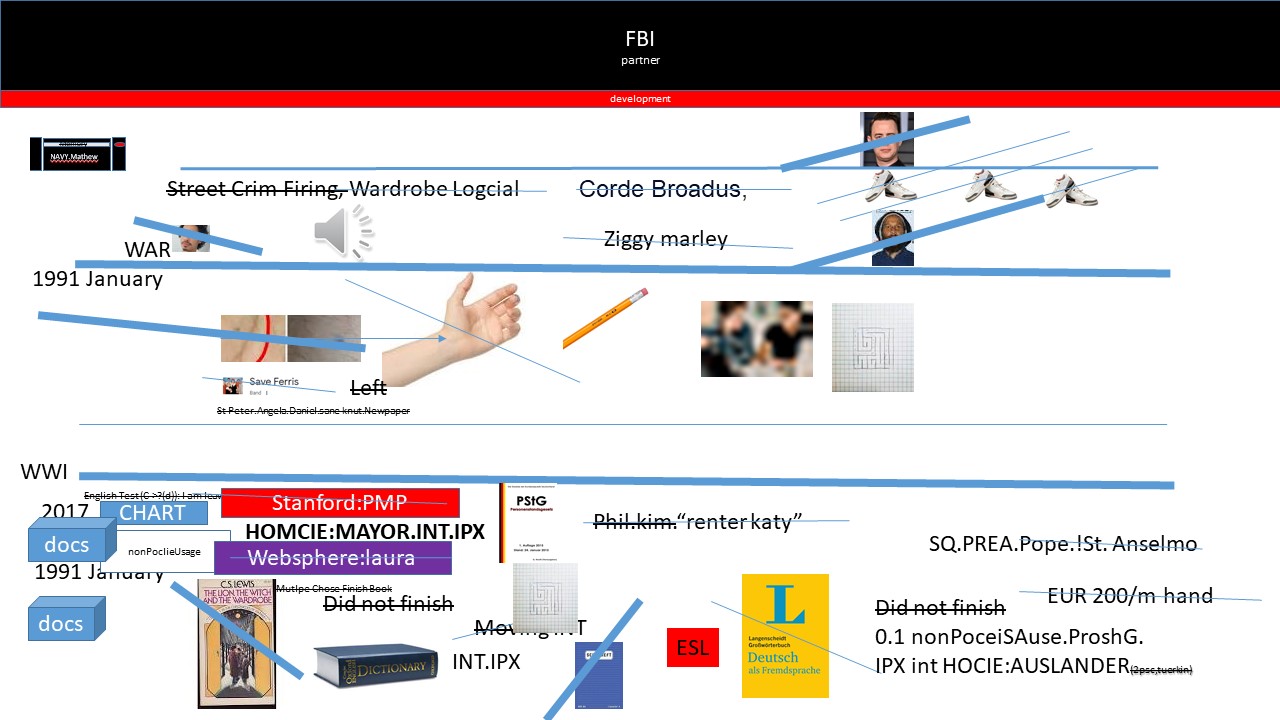 FBI
partner
development
NAVY.Mathew
Street Crim Firing, Wardrobe Logcial
Corde Broadus,
WAR
Ziggy marley
1991 January
Save Ferris
Band
Left
St Peter.Angela.Daniel.sane knut.Newpaper
WWI
English Test (C >?(d)): I am leav
2017
CHART
Stanford:PMP
PStG
Personenstandsgesetz
Phil.kim.“renter katy”
HOMCIE:MAYOR.INT.IPX
docs
nonPoclieUsage
Websphere:laura
SQ.PREA.Pope.!St. Anselmo
1991 January
C.S. LEWIS
THE LION, THE WITCH
AND THE WARDROBE
Mutlpe Chose Finish Book
Did not finish
EUR 200/m hand
docs
Moving INT
INT.IPX
DICTIONARY
ESL
L
Langenscheidt
Großwörterbuch
Deutsch
als Fremdsprache
Did not finish
0.1 nonPoceiSAuse.ProshG.
IPX int HOCIE:AUSLANDER(2psc,tuerkin)